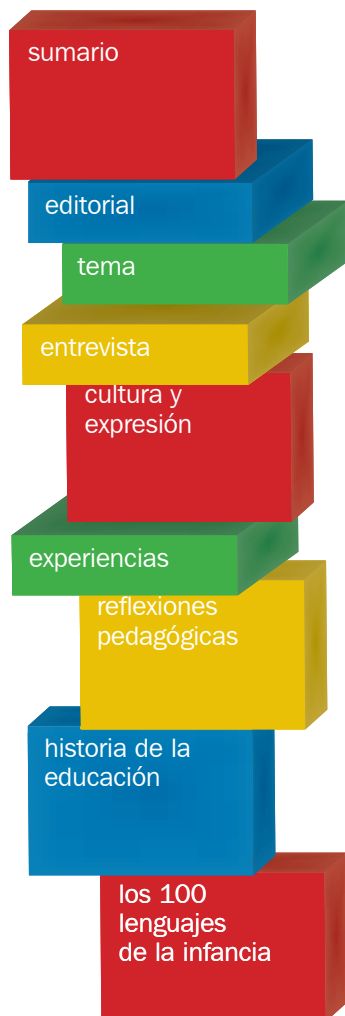 sumario
editorial
tema
entrevista
cultura y
expresión
experiencias
reflexiones
pedagógicas
historia de la
educación
los 100
lenguajes
de la infancia